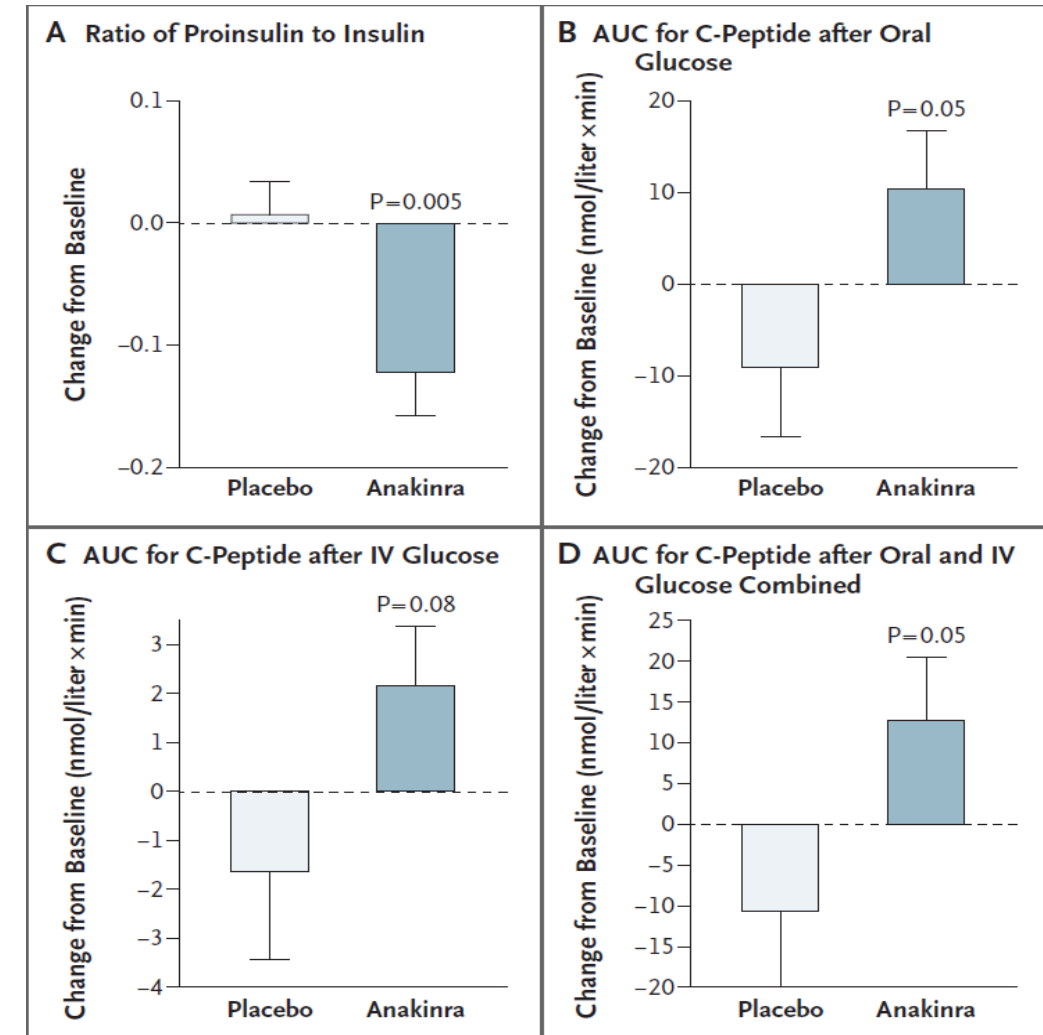 A Ratio of Proinsulin to Insulin
Change from Baseline
0.1
0.0
−0.1
−0.2
P=0.005
Placebo Anakinra
B AUC for C-Peptide after Oral
Glucose
Change from Baseline (nmol/liter×min)
20
10
0
−10
−20
P=0.05
Placebo Anakinra
C AUC for C-Peptide after IV Glucose
Change from Baseline (nmol/liter×min)
3
2
1
0
−1
−2
−3
−4
P=0.08
Placebo Anakinra
D AUC for C-Peptide after Oral and IV
Glucose Combined
Change from Baseline (nmol/liter×min)
25
20
15
10
5
0
−5
−10
−15
−20
P=0.05
Placebo Anakinra